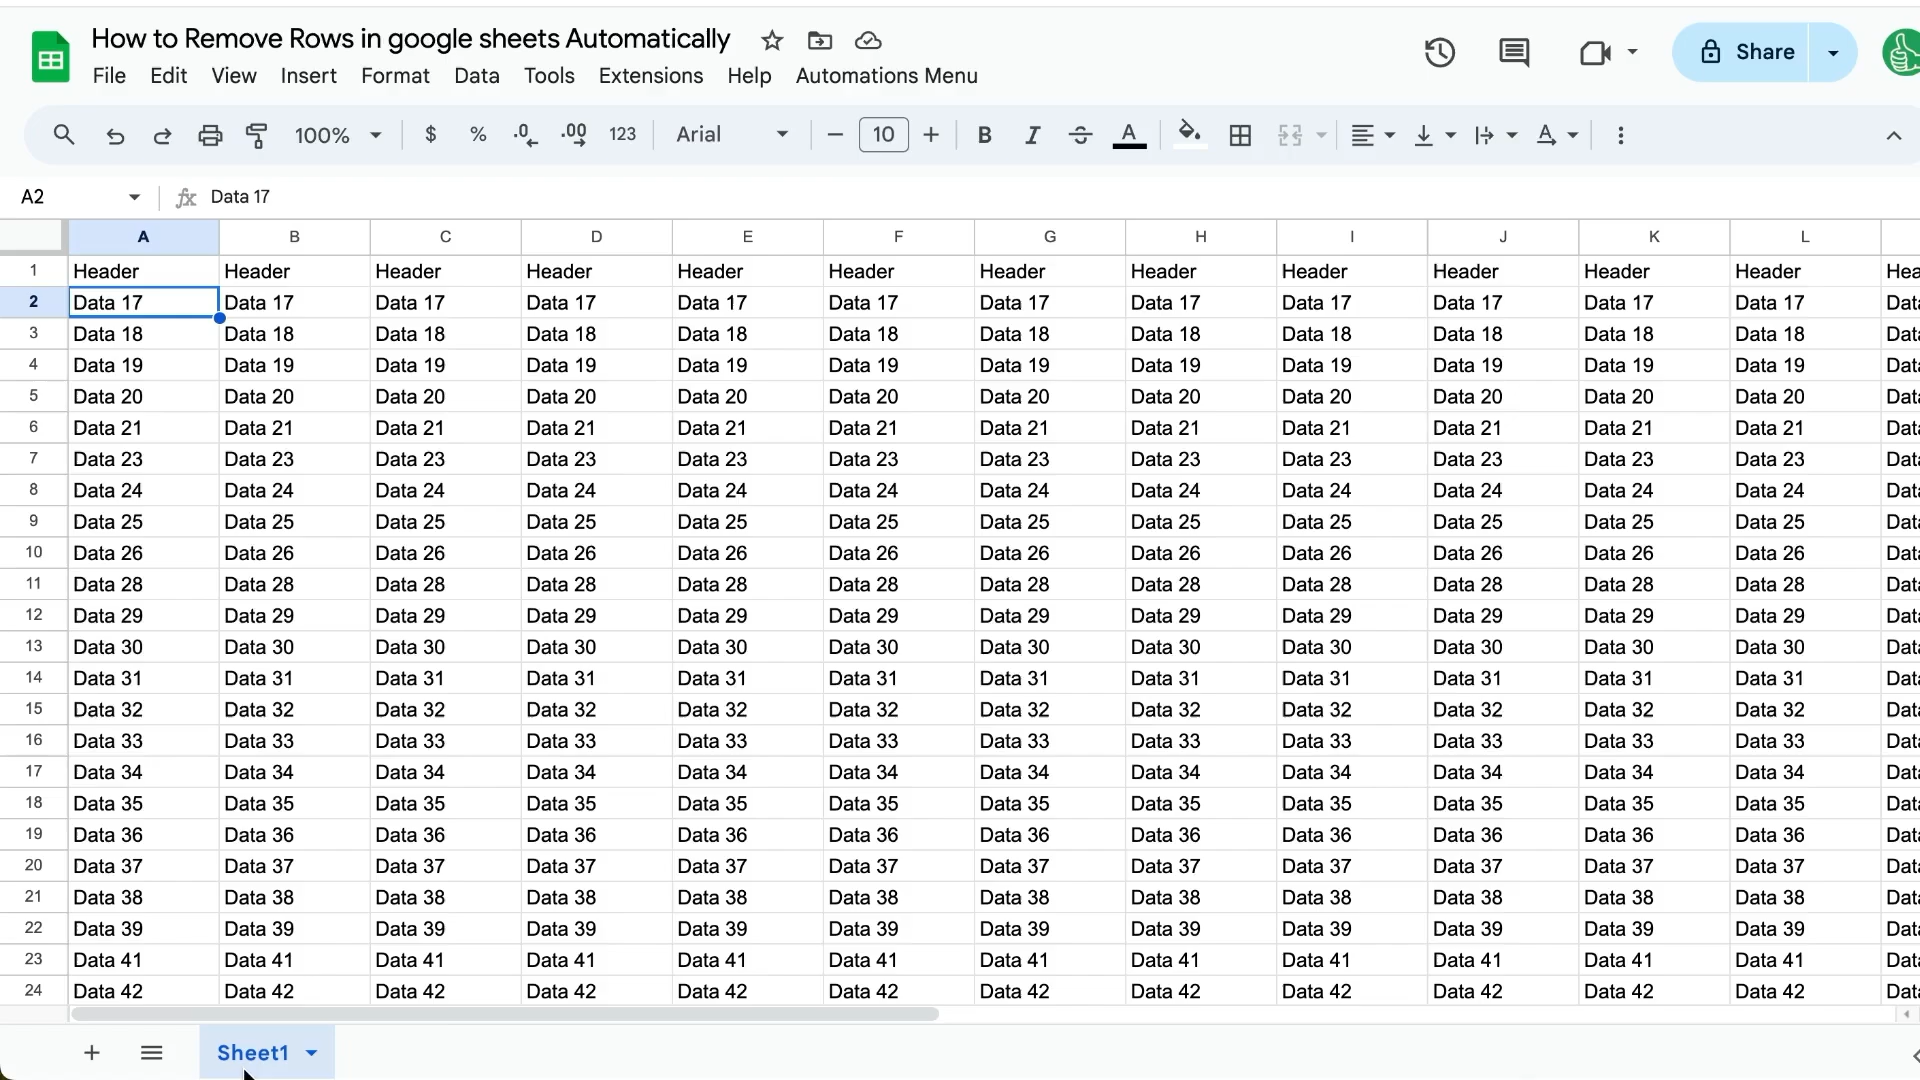 How to Remove Rows in google sheets Automatically
File Edit View Insert Format Data Tools Extensions Help Automations Menu
Share
100% $ % .0 .00 123 Arial 10 B I A A
A2 fx Data 17
A B C D E F G H I J K L
1 Header Header Header Header Header Header Header Header Header Header Header Header Hea
2 Data 17 Data 17 Data 17 Data 17 Data 17 Data 17 Data 17 Data 17 Data 17 Data 17 Data 17 Data 17 Data
3 Data 18 Data 18 Data 18 Data 18 Data 18 Data 18 Data 18 Data 18 Data 18 Data 18 Data 18 Data 18 Data
4 Data 19 Data 19 Data 19 Data 19 Data 19 Data 19 Data 19 Data 19 Data 19 Data 19 Data 19 Data 19 Data
5 Data 20 Data 20 Data 20 Data 20 Data 20 Data 20 Data 20 Data 20 Data 20 Data 20 Data 20 Data 20 Data
6 Data 21 Data 21 Data 21 Data 21 Data 21 Data 21 Data 21 Data 21 Data 21 Data 21 Data 21 Data 21 Data
7 Data 23 Data 23 Data 23 Data 23 Data 23 Data 23 Data 23 Data 23 Data 23 Data 23 Data 23 Data 23 Data
8 Data 24 Data 24 Data 24 Data 24 Data 24 Data 24 Data 24 Data 24 Data 24 Data 24 Data 24 Data 24 Data
9 Data 25 Data 25 Data 25 Data 25 Data 25 Data 25 Data 25 Data 25 Data 25 Data 25 Data 25 Data 25 Data
10 Data 26 Data 26 Data 26 Data 26 Data 26 Data 26 Data 26 Data 26 Data 26 Data 26 Data 26 Data 26 Data
11 Data 28 Data 28 Data 28 Data 28 Data 28 Data 28 Data 28 Data 28 Data 28 Data 28 Data 28 Data 28 Data
12 Data 29 Data 29 Data 29 Data 29 Data 29 Data 29 Data 29 Data 29 Data 29 Data 29 Data 29 Data 29 Data
13 Data 30 Data 30 Data 30 Data 30 Data 30 Data 30 Data 30 Data 30 Data 30 Data 30 Data 30 Data 30 Data
14 Data 31 Data 31 Data 31 Data 31 Data 31 Data 31 Data 31 Data 31 Data 31 Data 31 Data 31 Data 31 Data
15 Data 32 Data 32 Data 32 Data 32 Data 32 Data 32 Data 32 Data 32 Data 32 Data 32 Data 32 Data 32 Data
16 Data 33 Data 33 Data 33 Data 33 Data 33 Data 33 Data 33 Data 33 Data 33 Data 33 Data 33 Data 33 Data
17 Data 34 Data 34 Data 34 Data 34 Data 34 Data 34 Data 34 Data 34 Data 34 Data 34 Data 34 Data 34 Data
18 Data 35 Data 35 Data 35 Data 35 Data 35 Data 35 Data 35 Data 35 Data 35 Data 35 Data 35 Data 35 Data
19 Data 36 Data 36 Data 36 Data 36 Data 36 Data 36 Data 36 Data 36 Data 36 Data 36 Data 36 Data 36 Data
20 Data 37 Data 37 Data 37 Data 37 Data 37 Data 37 Data 37 Data 37 Data 37 Data 37 Data 37 Data 37 Data
21 Data 38 Data 38 Data 38 Data 38 Data 38 Data 38 Data 38 Data 38 Data 38 Data 38 Data 38 Data 38 Data
22 Data 39 Data 39 Data 39 Data 39 Data 39 Data 39 Data 39 Data 39 Data 39 Data 39 Data 39 Data 39 Data
23 Data 41 Data 41 Data 41 Data 41 Data 41 Data 41 Data 41 Data 41 Data 41 Data 41 Data 41 Data 41 Data
24 Data 42 Data 42 Data 42 Data 42 Data 42 Data 42 Data 42 Data 42 Data 42 Data 42 Data 42 Data 42 Data
Sheet1